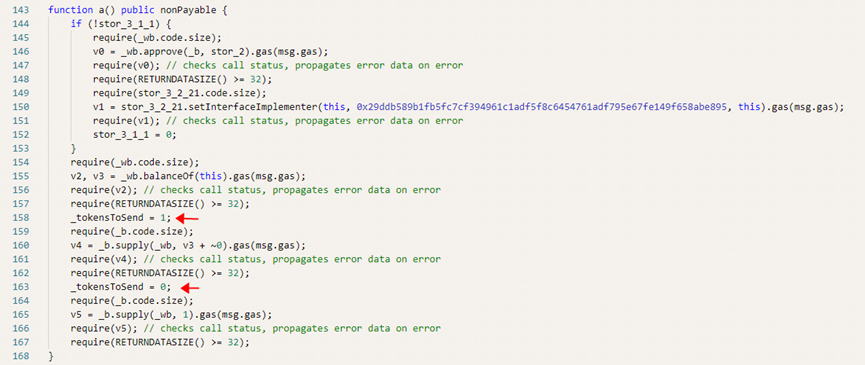 143 function a() public nonPayable {
144 if (!stor_3_1_1) {
145 require(_wb.code.size);
146 v0 = _wb.approve(_b, stor_2).gas(msg.gas);
147 require(v0); // checks call status, propagates error data on error
148 require(RETURNDATASIZE() >= 32);
149 require(stor_3_2_21.code.size);
150 v1 = stor_3_2_21.setInterfaceImplementer(this, 0x29ddb589b1fb5fc7cf394961c1adf5f8c6454761adf795e67fe149f658abe895, this).gas(msg.gas);
151 require(v1); // checks call status, propagates error data on error
152 stor_3_1_1 = 0;
153 }
154 require(_wb.code.size);
155 v2, v3 = _wb.balanceOf(this).gas(msg.gas);
156 require(v2); // checks call status, propagates error data on error
157 require(RETURNDATASIZE() >= 32);
158 _tokensToSend = 1;
159 require(_b.code.size);
160 v4 = _b.supply(_wb, v3 + ~0).gas(msg.gas);
161 require(v4); // checks call status, propagates error data on error
162 require(RETURNDATASIZE() >= 32);
163 _tokensToSend = 0;
164 require(_b.code.size);
165 v5 = _b.supply(_wb, 1).gas(msg.gas);
166 require(v5); // checks call status, propagates error data on error
167 require(RETURNDATASIZE() >= 32);
168 }